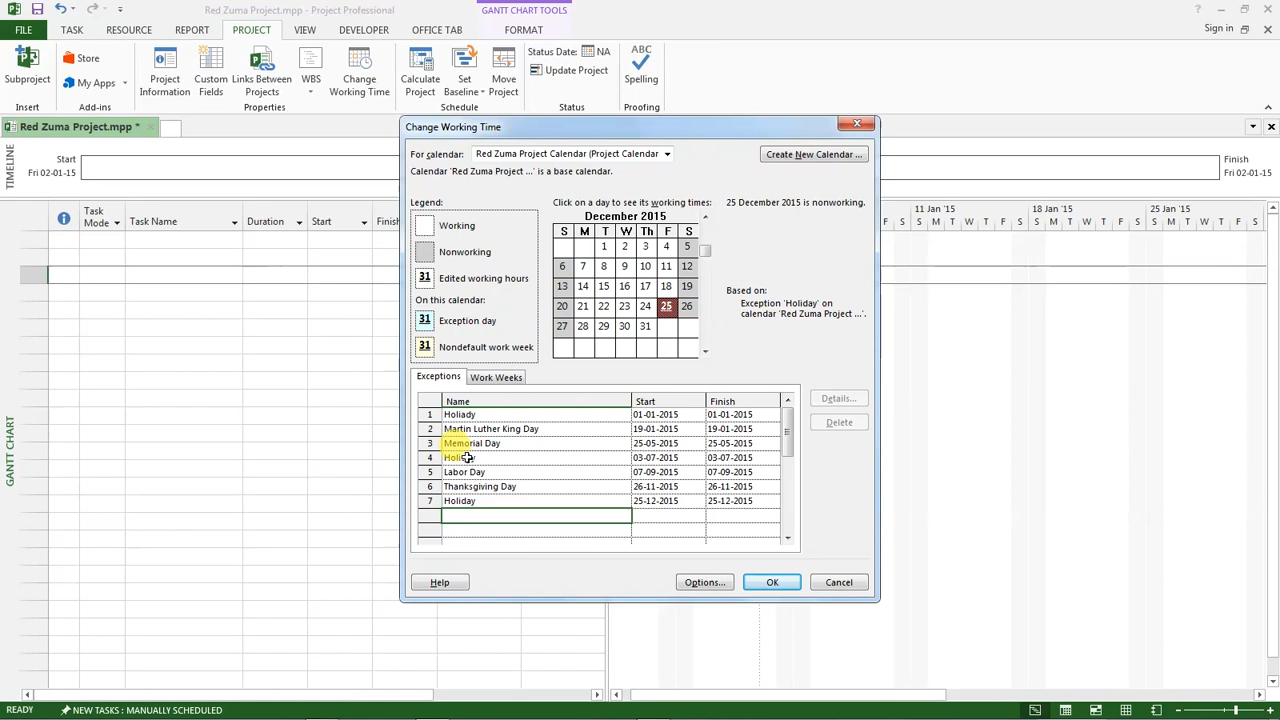 Red Zuma Project.mpp - Project Professional
GANTT CHART TOOLS
FILE TASK RESOURCE REPORT PROJECT VIEW DEVELOPER OFFICE TAB FORMAT
Sign in
Subproject
Store
My Apps
Project Information
Custom Fields
Links Between Projects
WBS
Change Working Time
Calculate Project
Set Baseline
Move Project
Status Date: NA
Update Project
ABC
Spelling
Insert Add-ins Properties Schedule Status Proofing
Red Zuma Project.mpp *
TIMELINE
Start
Fri 02-01-15
Finish
Fri 02-01-15
Task Mode
Task Name
Duration
Start
Finish
11 Jan '15 18 Jan '15 25 Jan '15
F S S M T W T F S S M T W T F S S M T W T F S
GANTT CHART
Change Working Time
For calendar: Red Zuma Project Calendar (Project Calendar
Create New Calendar ...
Calendar 'Red Zuma Project ...' is a base calendar.
Legend:
Working
Nonworking
31 Edited working hours
On this calendar:
31 Exception day
31 Nondefault work week
Click on a day to see its working times:
December 2015
S M T W Th F S
1 2 3 4 5
6 7 8 9 10 11 12
13 14 15 16 17 18 19
20 21 22 23 24 25 26
27 28 29 30 31
25 December 2015 is nonworking.
Based on:
Exception 'Holiday' on
calendar 'Red Zuma Project ...'.
Exceptions Work Weeks
Name Start Finish
1 Holiady 01-01-2015 01-01-2015
2 Martin Luther King Day 19-01-2015 19-01-2015
3 Memorial Day 25-05-2015 25-05-2015
4 Holiday 03-07-2015 03-07-2015
5 Labor Day 07-09-2015 07-09-2015
6 Thanksgiving Day 26-11-2015 26-11-2015
7 Holiday 25-12-2015 25-12-2015
Details...
Delete
Help Options... OK Cancel
READY NEW TASKS : MANUALLY SCHEDULED